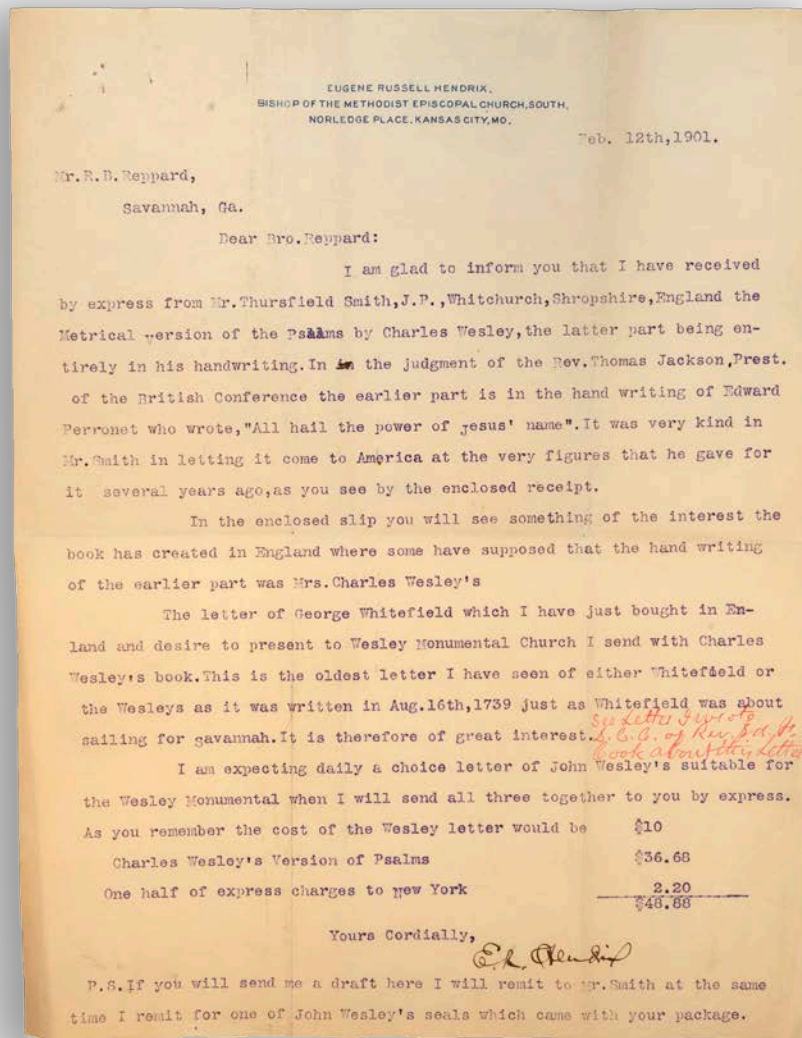 EUGENE RUSSELL HENDRIX,
BISHOP OF THE METHODIST EPISCOPAL CHURCH, SOUTH,
NORLEDGE PLACE, KANSAS CITY, MO.
Feb. 12th,1901.
Mr.R.B.Reppard,
Savannah, Ga.
Dear Bro.Reppard:
I am glad to inform you that I have received
by express from Mr.Thursfield Smith,J.P.,Whitchurch,Shropshire,England the
Metrical version of the Psalms by Charles Wesley,the latter part being en-
tirely in his handwriting.In in the judgment of the Rev.Thomas Jackson,Prest.
of the British Conference the earlier part is in the hand writing of Edward
Perronet who wrote,"All hail the power of Jesus' name".It was very kind in
Mr.Smith in letting it come to America at the very figures that he gave for
it several years ago,as you see by the enclosed receipt.
In the enclosed slip you will see something of the interest the
book has created in England where some have supposed that the hand writing
of the earlier part was Mrs.Charles Wesley's
The letter of George Whitefield which I have just bought in En-
land and desire to present to Wesley Monumental Church I send with Charles
Wesley's book.This is the oldest letter I have seen of either Whitefield or
the Wesleys as it was written in Aug.16th,1739 just as Whitefield was about
sailing for Savannah.It is therefore of great interest.
See Letter I wrote
of Rev. Ed. H.
Cook about this Letter
I am expecting daily a choice letter of John Wesley's suitable for
the Wesley Monumental when I will send all three together to you by express.
As you remember the cost of the Wesley letter would be $10
Charles Wesley's Version of Psalms $36.68
One half of express charges to New York 2.20
$48.88
Yours Cordially,
E.R. Hendrix
P.S.If you will send me a draft here I will remit to Mr.Smith at the same
time I remit for one of John Wesley's seals which came with your package.